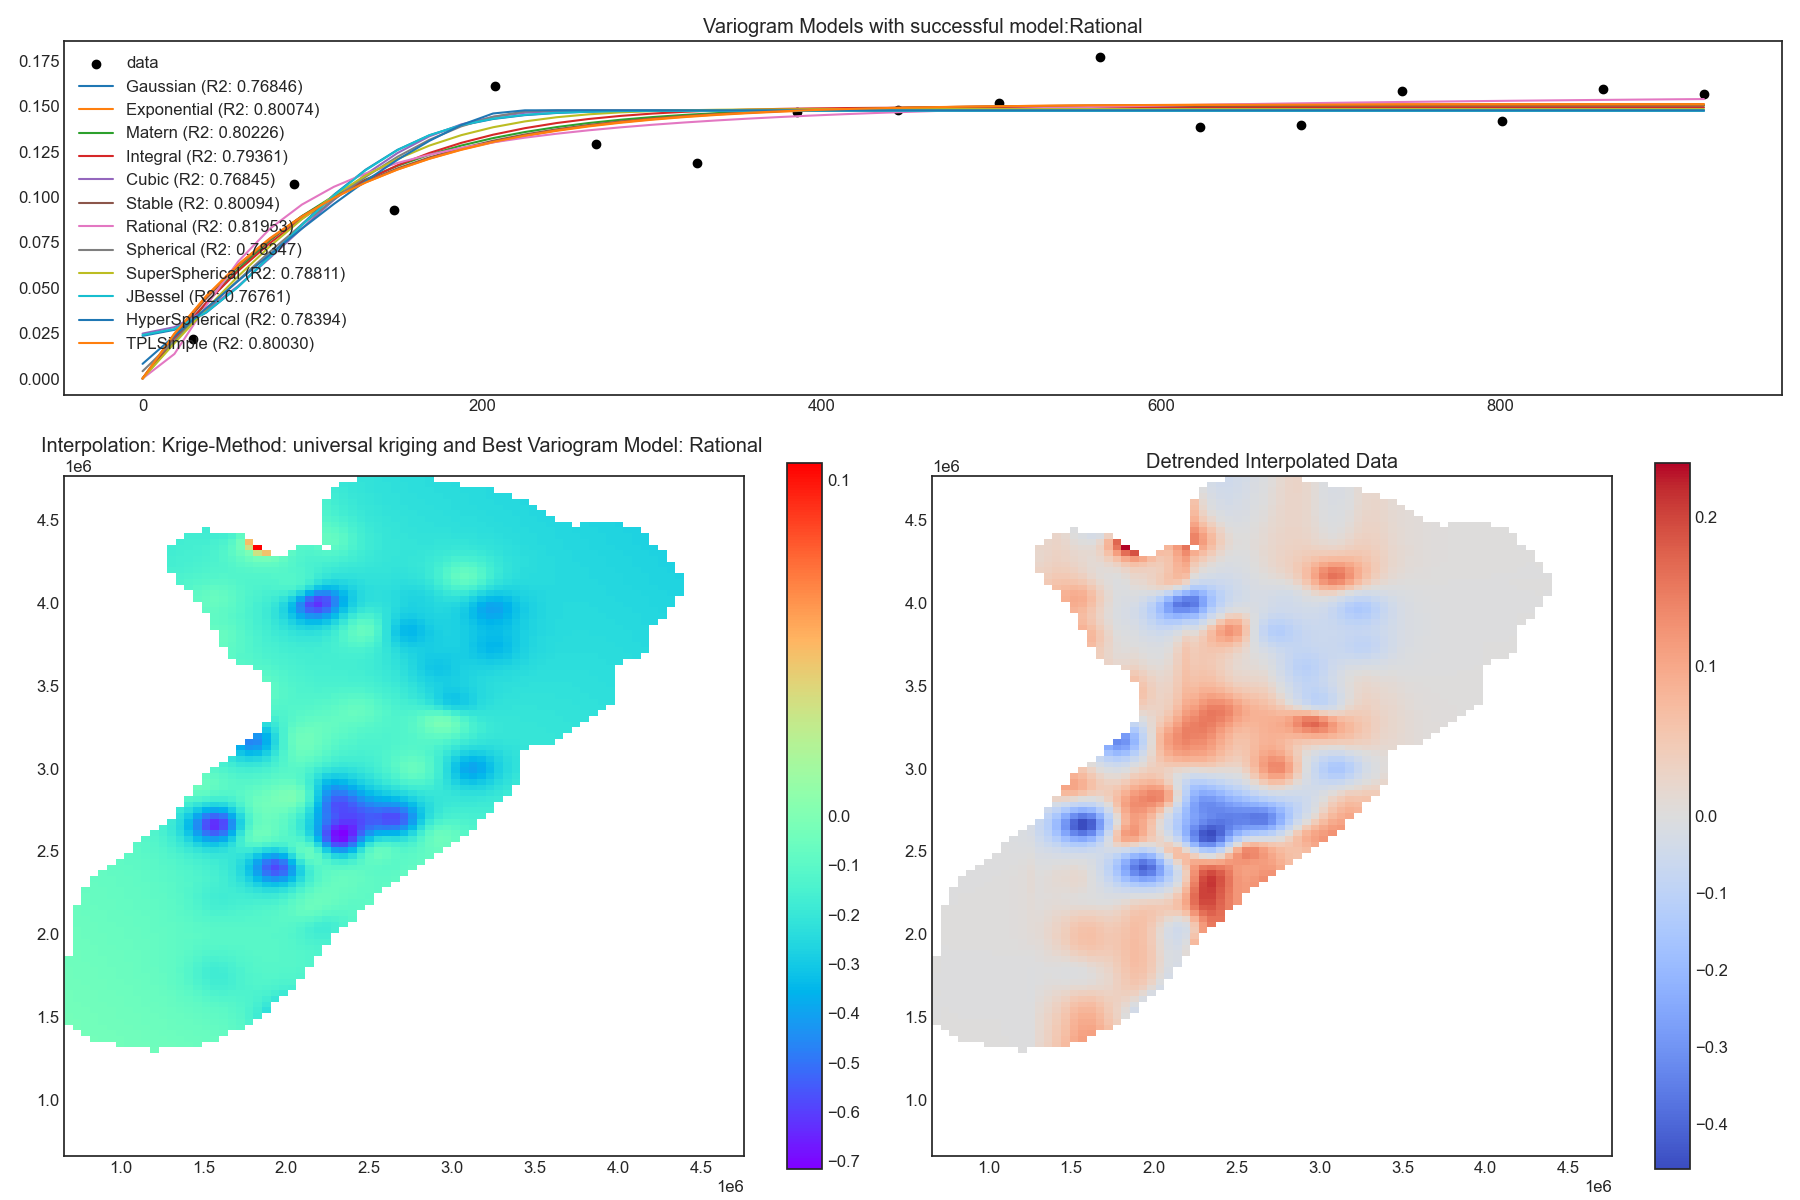 Variogram Models with successful model:Rational
0.175
0.150
0.125
0.100
0.075
0.050
0.025
0.000
data
Gaussian (R2: 0.76846)
Exponential (R2: 0.80074)
Matern (R2: 0.80226)
Integral (R2: 0.79361)
Cubic (R2: 0.76845)
Stable (R2: 0.80094)
Rational (R2: 0.81953)
Spherical (R2: 0.78347)
SuperSpherical (R2: 0.78811)
JBessel (R2: 0.76761)
HyperSpherical (R2: 0.78394)
TPLSimple (R2: 0.80030)
0 200 400 600 800
Interpolation: Krige-Method: universal kriging and Best Variogram Model: Rational
1e6
4.5
4.0
3.5
3.0
2.5
2.0
1.5
1.0
1.0 1.5 2.0 2.5 3.0 3.5 4.0 4.5
1e6
0.1
0.0
−0.1
−0.2
−0.3
−0.4
−0.5
−0.6
−0.7
Detrended Interpolated Data
1e6
4.5
4.0
3.5
3.0
2.5
2.0
1.5
1.0
1.0 1.5 2.0 2.5 3.0 3.5 4.0 4.5
1e6
0.2
0.1
0.0
−0.1
−0.2
−0.3
−0.4